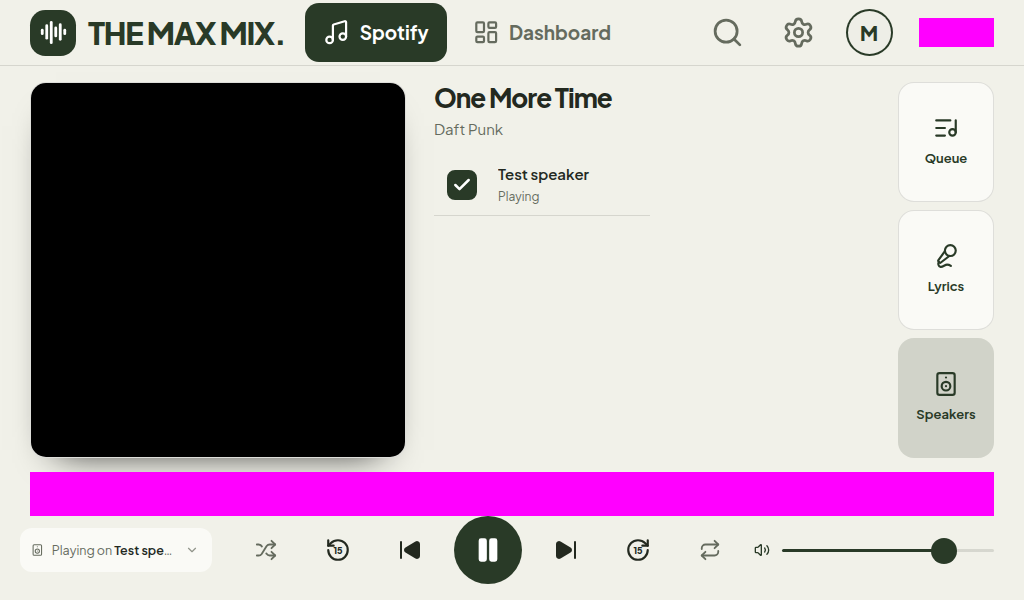 THE MAX MIX.
Spotify
Dashboard
M
One More Time
Daft Punk
Test speaker
Playing
Queue
Lyrics
Speakers
Playing on Test spe...
15
15